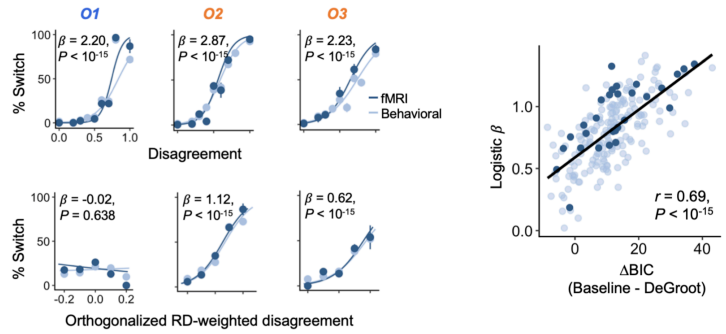 O1
O2
O3
% Switch
100
50
0
β = 2.20,
P < 10-15
β = 2.87,
P < 10-15
β = 2.23,
P < 10-15
fMRI
Behavioral
0.0
0.5
1.0
Disagreement
% Switch
100
50
0
β = -0.02,
P = 0.638
β = 1.12,
P < 10-15
β = 0.62,
P < 10-15
-0.2
0.0
0.2
Orthogonalized RD-weighted disagreement
Logistic β
1.0
0.5
0.0
r = 0.69,
P < 10-15
0
20
40
ΔBIC
(Baseline - DeGroot)